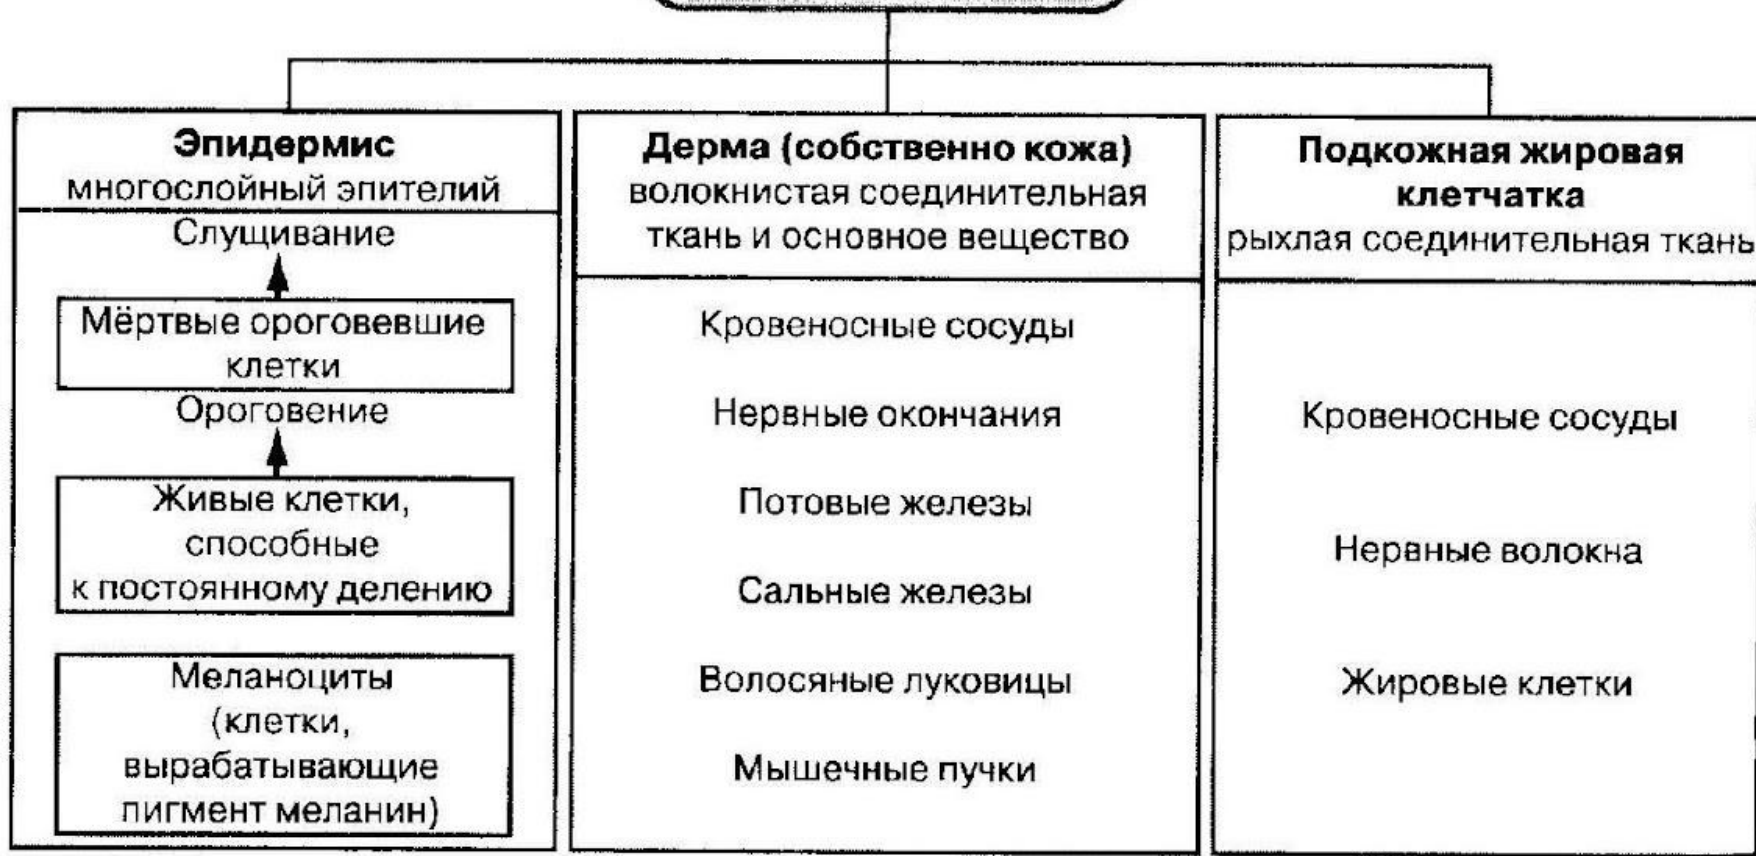 Эпидермис
многослойный эпителий
Слущивание
Мёртвые ороговевшие
клетки
Ороговение
Живые клетки,
способные
к постоянному делению
Меланоциты
(клетки,
вырабатывающие
пигмент меланин)
Дерма (собственно кожа)
волокнистая соединительная
ткань и основное вещество
Кровеносные сосуды
Нервные окончания
Потовые железы
Сальные железы
Волосяные луковицы
Мышечные пучки
Подкожная жировая
клетчатка
рыхлая соединительная ткань
Кровеносные сосуды
Нервные волокна
Жировые клетки